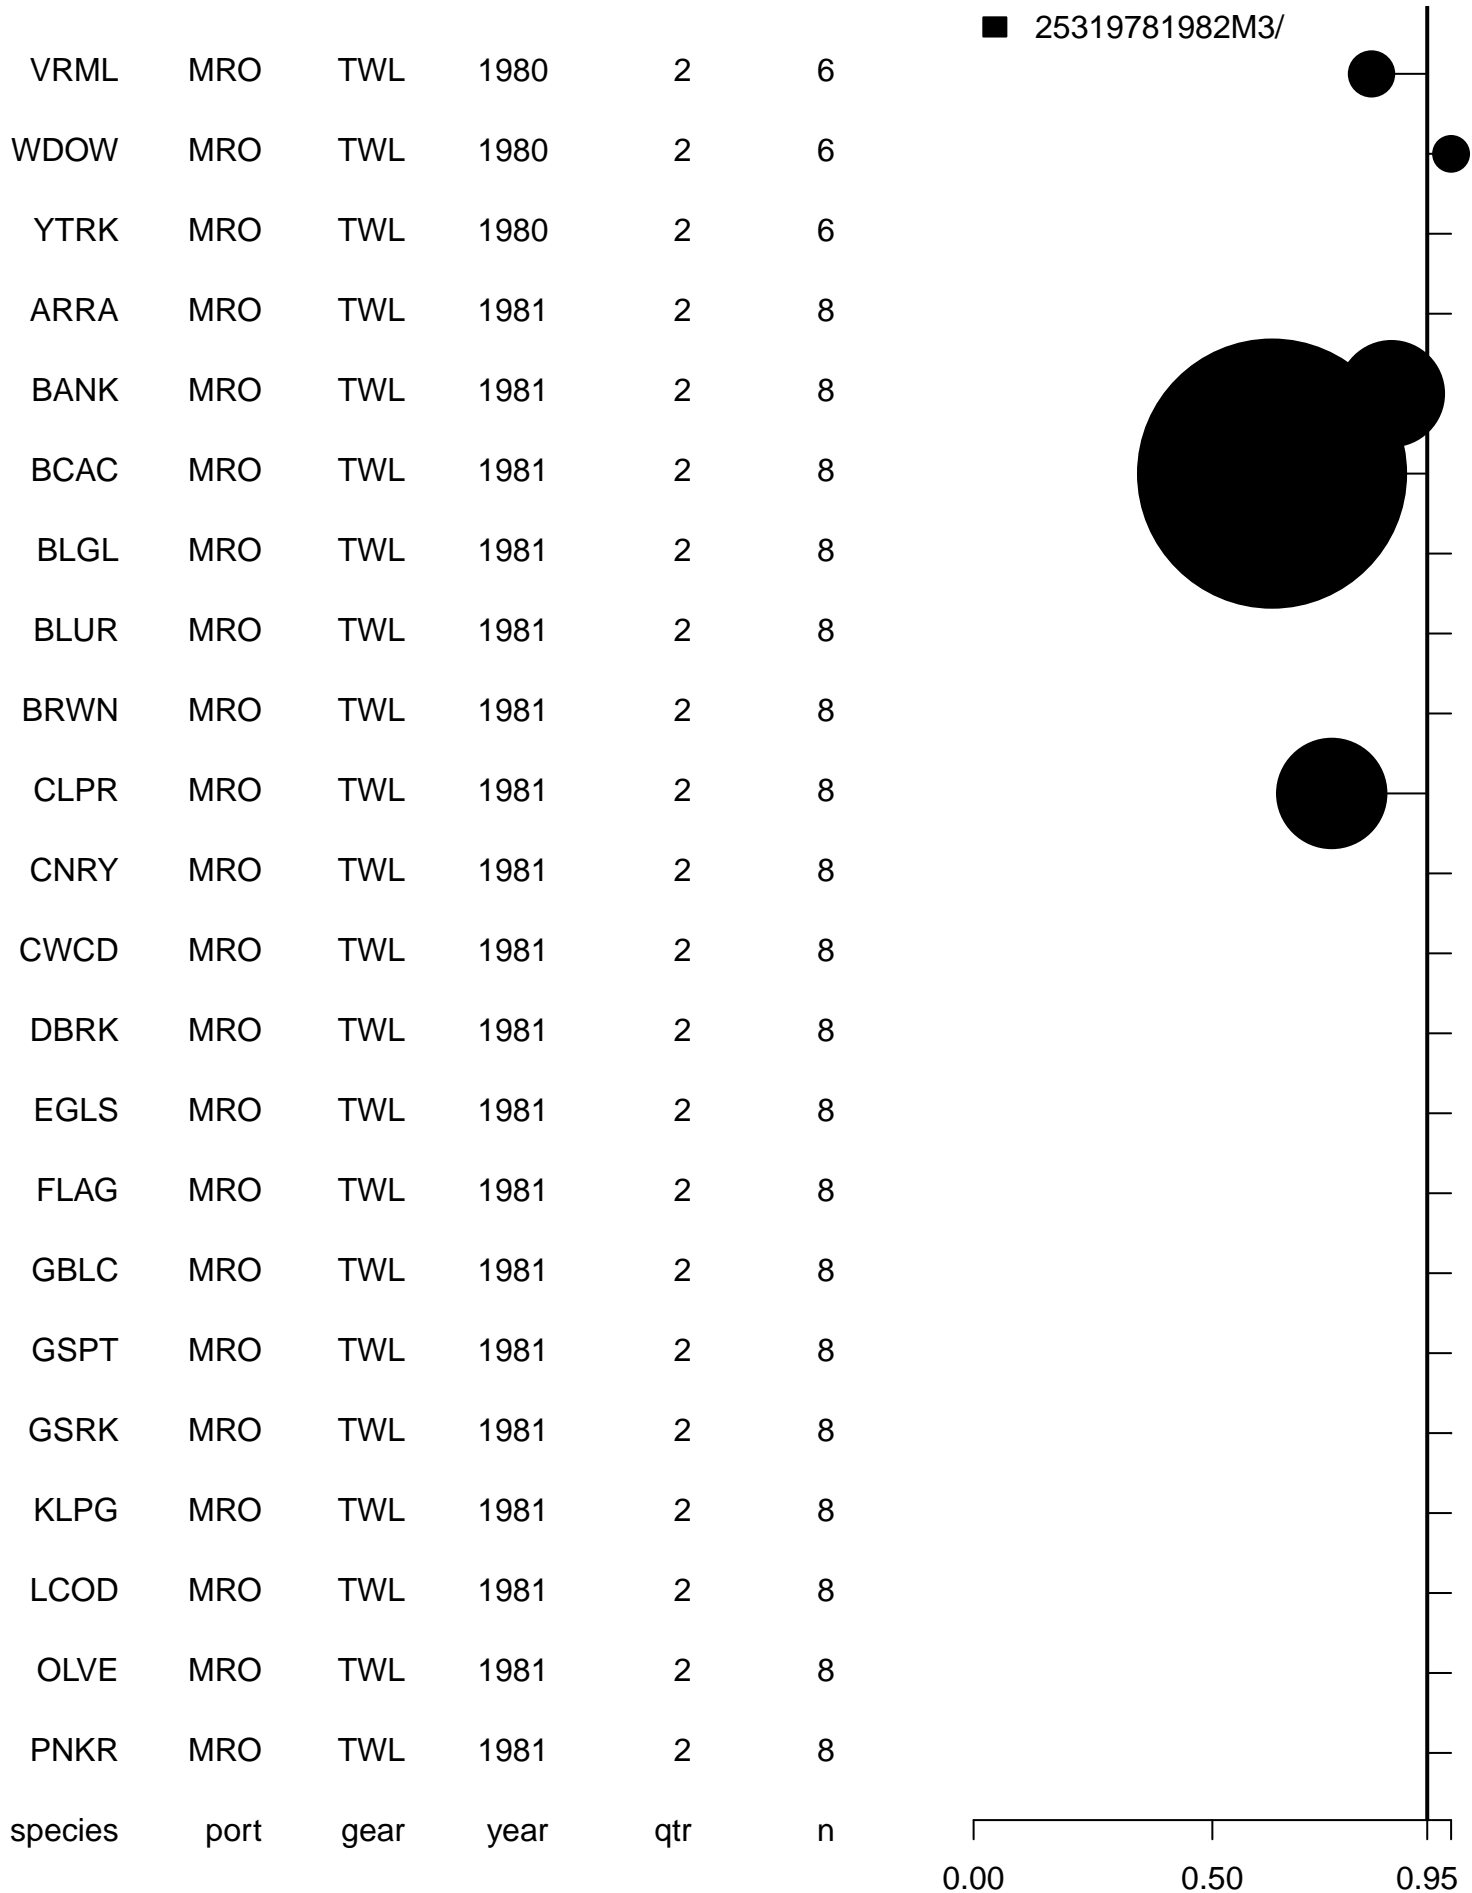 25319781982M3/
VRML MRO TWL 1980 2 6
WDOW MRO TWL 1980 2 6
YTRK MRO TWL 1980 2 6
ARRA MRO TWL 1981 2 8
BANK MRO TWL 1981 2 8
BCAC MRO TWL 1981 2 8
BLGL MRO TWL 1981 2 8
BLUR MRO TWL 1981 2 8
BRWN MRO TWL 1981 2 8
CLPR MRO TWL 1981 2 8
CNRY MRO TWL 1981 2 8
CWCD MRO TWL 1981 2 8
DBRK MRO TWL 1981 2 8
EGLS MRO TWL 1981 2 8
FLAG MRO TWL 1981 2 8
GBLC MRO TWL 1981 2 8
GSPT MRO TWL 1981 2 8
GSRK MRO TWL 1981 2 8
KLPG MRO TWL 1981 2 8
LCOD MRO TWL 1981 2 8
OLVE MRO TWL 1981 2 8
PNKR MRO TWL 1981 2 8
species port gear year qtr n
0.00 0.50 0.95